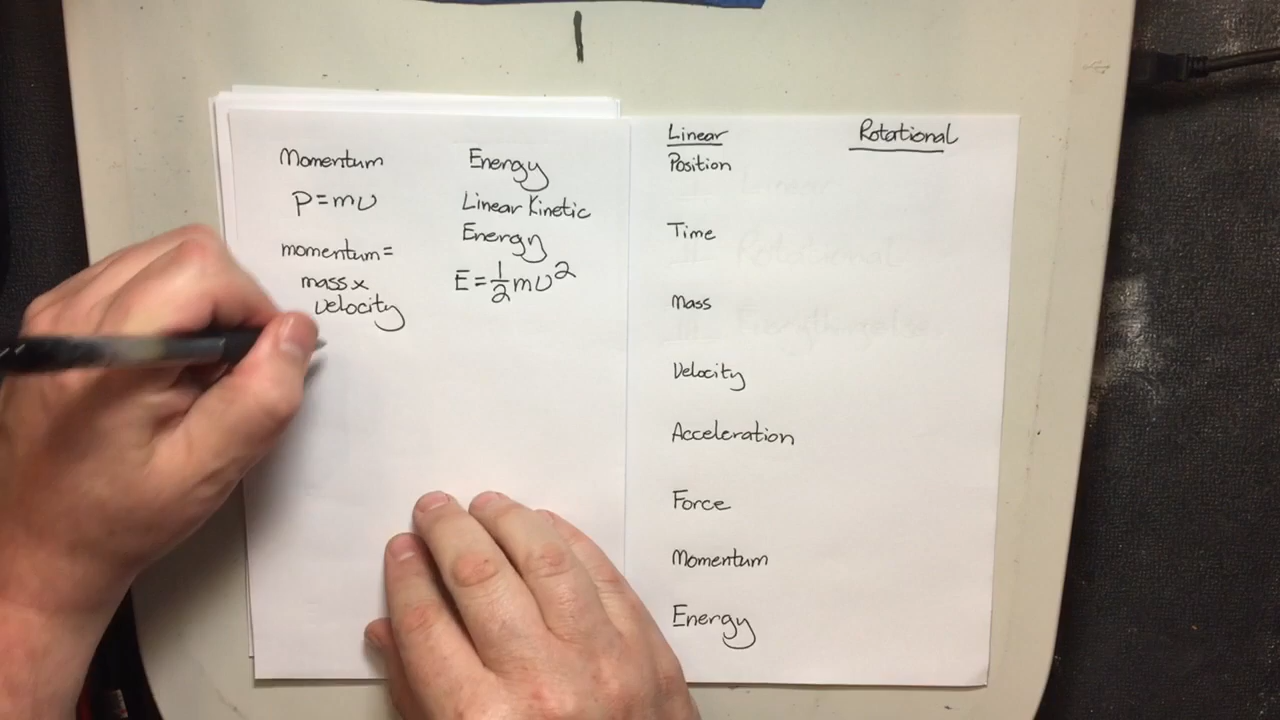 Momentum
P=mv
momentum=
mass x
velocity
Energy
Linear Kinetic
Energy
E=½mv²
Linear
Position
Time
Mass
Velocity
Acceleration
Force
Momentum
Energy
Rotational